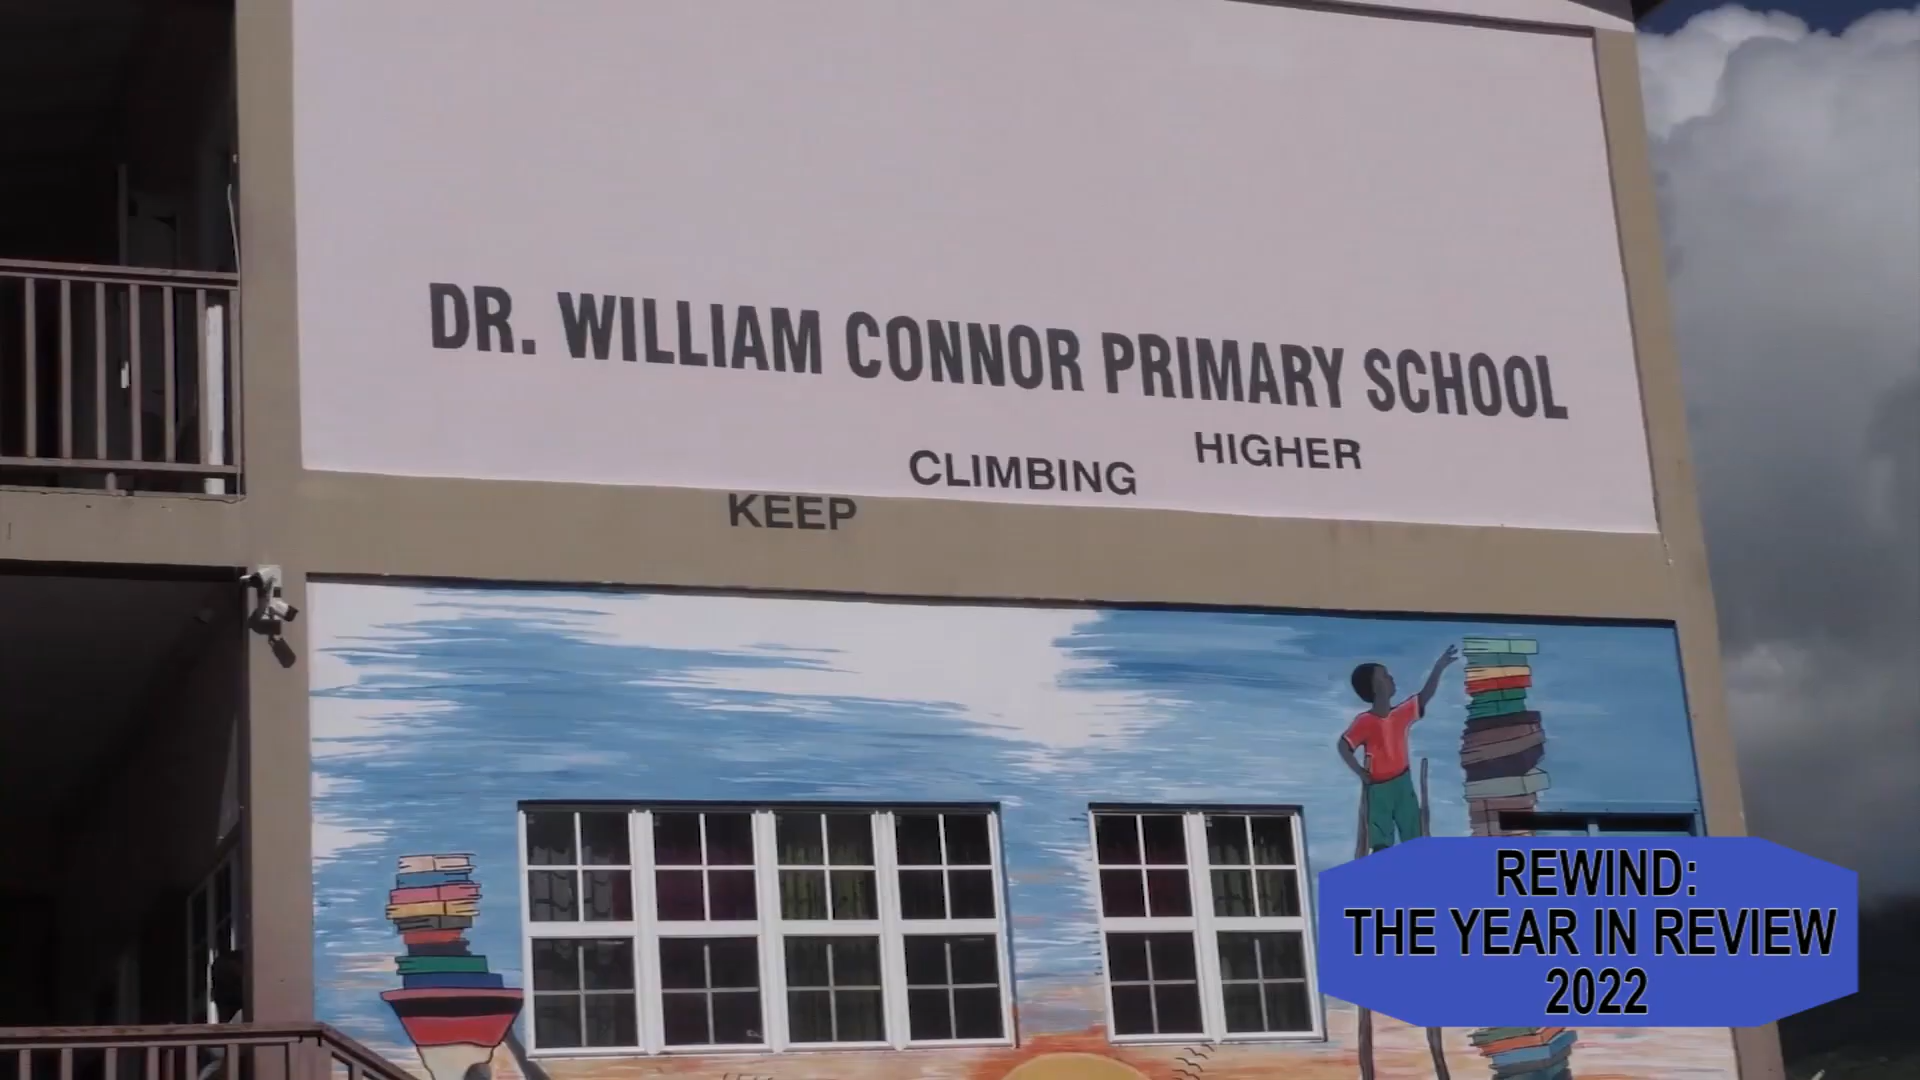 DR. WILLIAM CONNOR PRIMARY SCHOOL
KEEP CLIMBING HIGHER
REWIND:
THE YEAR IN REVIEW
2022